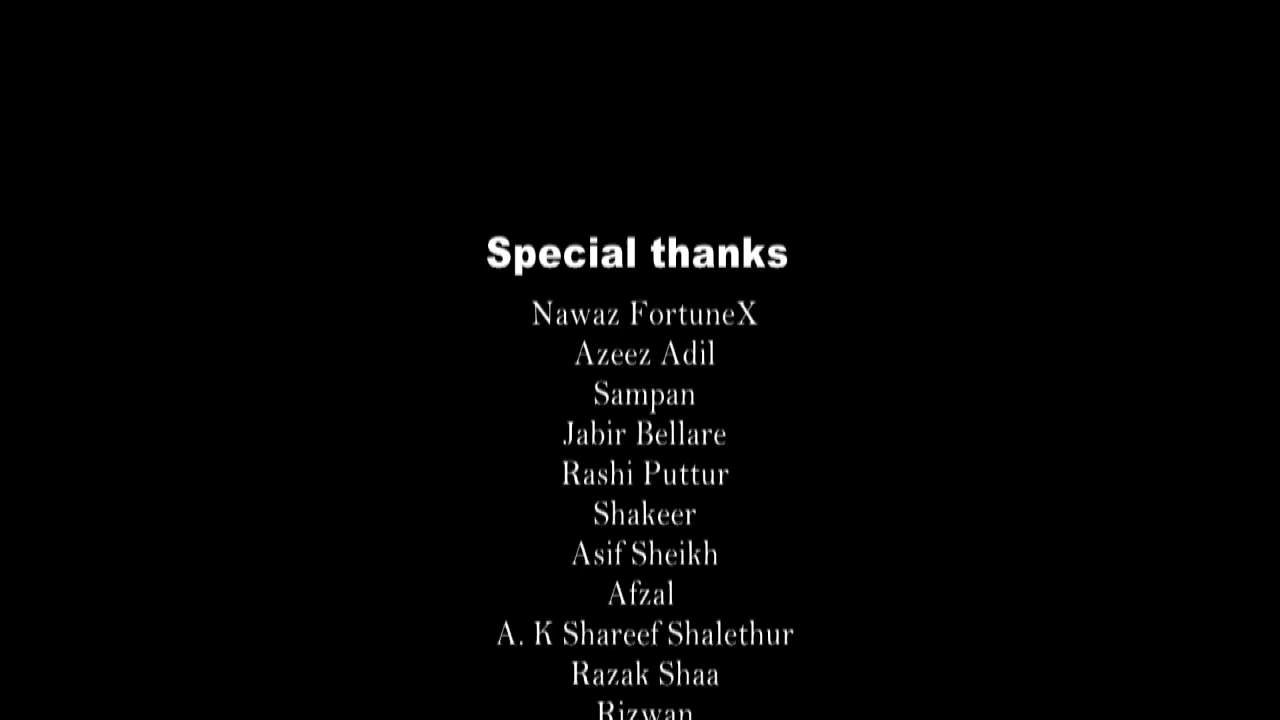 Special thanks
Nawaz FortuneX
Azeez Adil
Sampan
Jabir Bellare
Rashi Puttur
Shakeer
Asif Sheikh
Afzal
A. K Shareef Shalethur
Razak Shaa
Rizwan